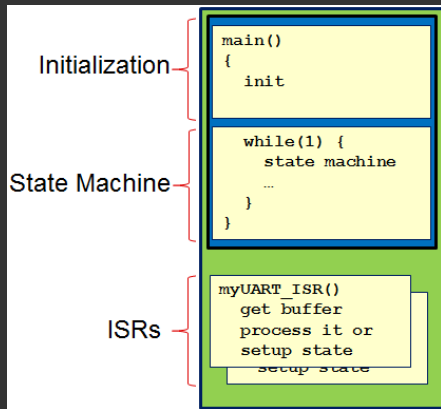 Initialization
main()
{
init
State Machine
while(1) {
state machine
…
}
}
ISRs
myUART_ISR()
get buffer
process it or
setup state
setup state